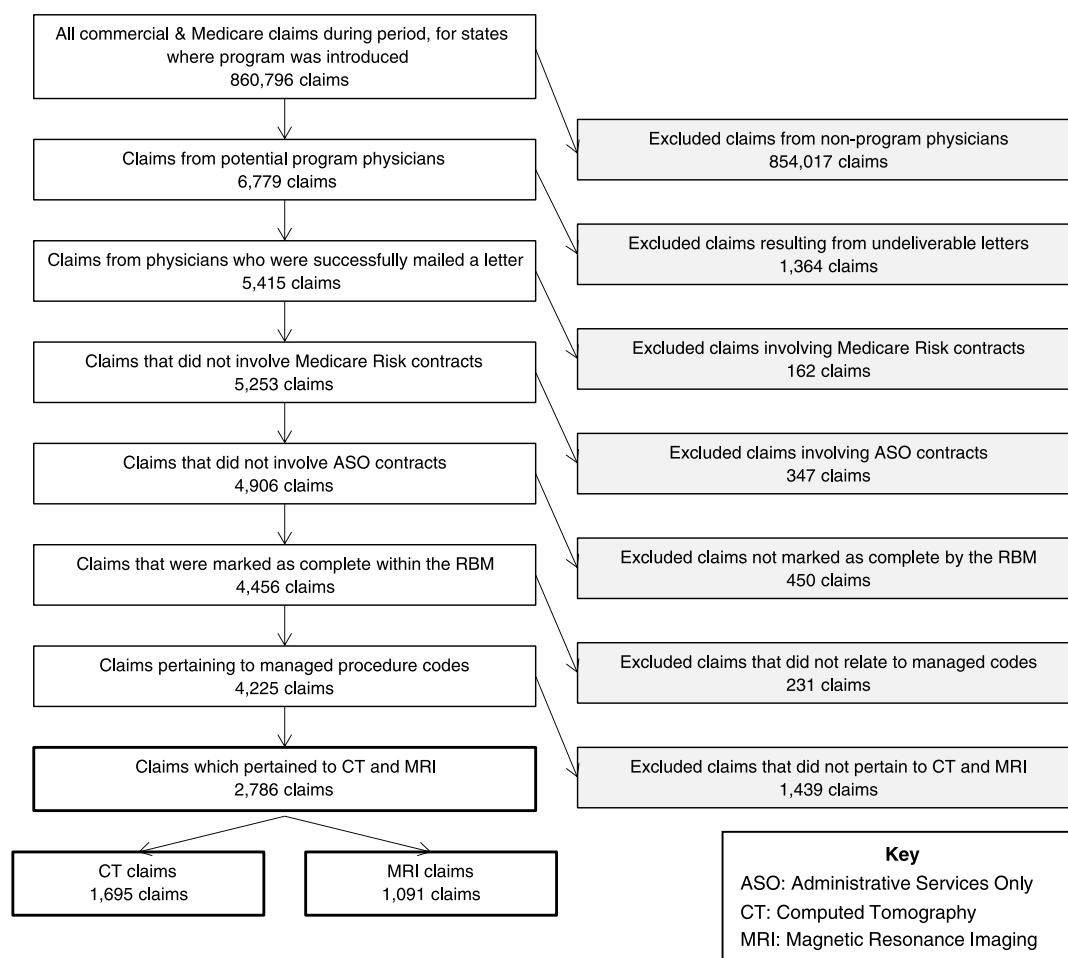 All commercial & Medicare claims during period, for states
where program was introduced
860,796 claims
Excluded claims from non-program physicians
854,017 claims
Claims from potential program physicians
6,779 claims
Excluded claims resulting from undeliverable letters
1,364 claims
Claims from physicians who were successfully mailed a letter
5,415 claims
Excluded claims involving Medicare Risk contracts
162 claims
Claims that did not involve Medicare Risk contracts
5,253 claims
Excluded claims involving ASO contracts
347 claims
Claims that did not involve ASO contracts
4,906 claims
Excluded claims not marked as complete by the RBM
450 claims
Claims that were marked as complete within the RBM
4,456 claims
Excluded claims that did not relate to managed codes
231 claims
Claims pertaining to managed procedure codes
4,225 claims
Excluded claims that did not pertain to CT and MRI
1,439 claims
Claims which pertained to CT and MRI
2,786 claims
CT claims
1,695 claims
MRI claims
1,091 claims
Key
ASO: Administrative Services Only
CT: Computed Tomography
MRI: Magnetic Resonance Imaging